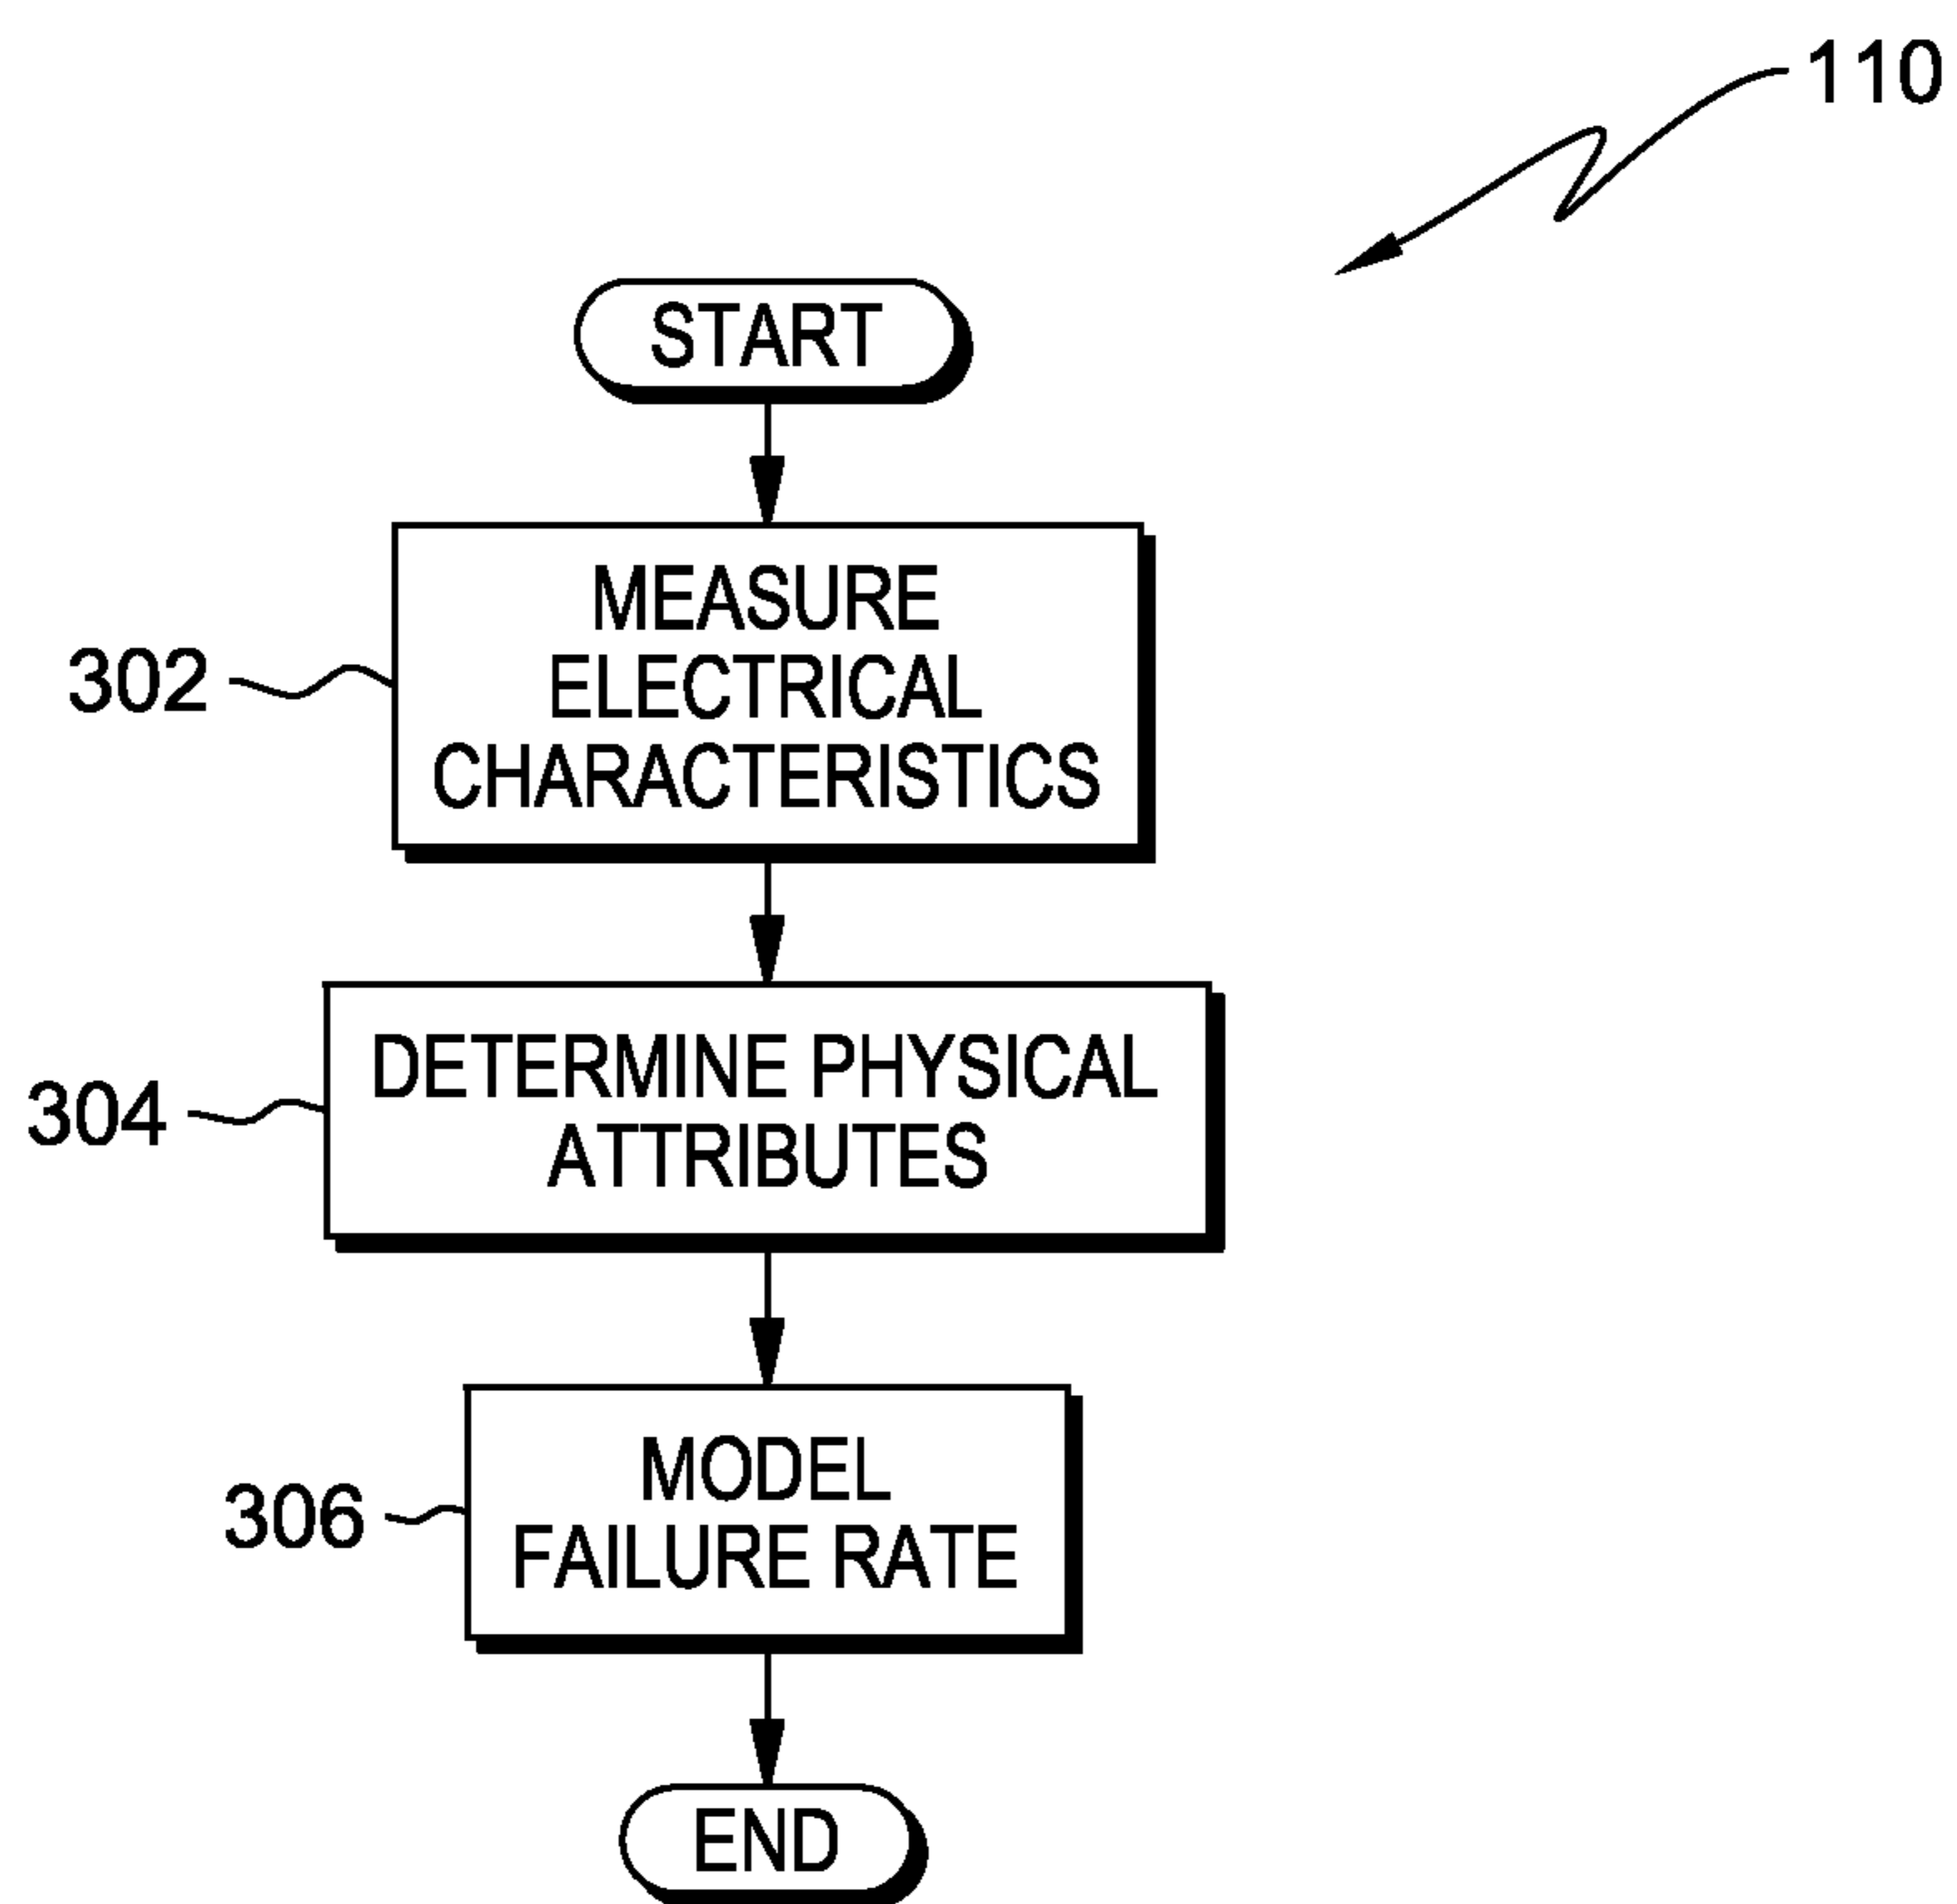 110
START
MEASURE
ELECTRICAL
CHARACTERISTICS
302
DETERMINE PHYSICAL
ATTRIBUTES
304
MODEL
FAILURE RATE
306
END